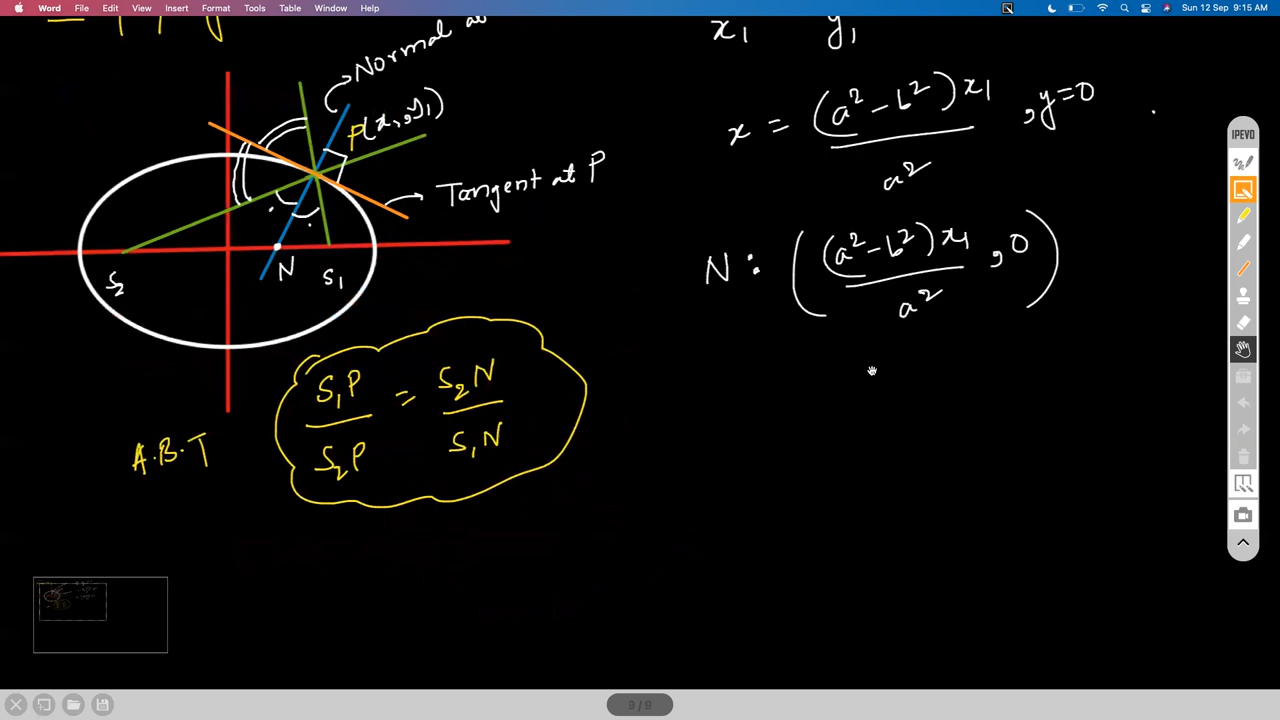 Word File Edit View Insert Format Tools Table Window Help Sun 12 Sep 9:15 AM
Normal at
x₁ y₁
P(x₁,y₁)
Tangent at P
x = (a² - b²)x₁ / a² , y=0
N : ( (a² - b²)x₁ / a² , 0 )
S₂ N S₁
A.B.T S₁P / S₂P = S₂N / S₁N
IPEVO
9 / 9